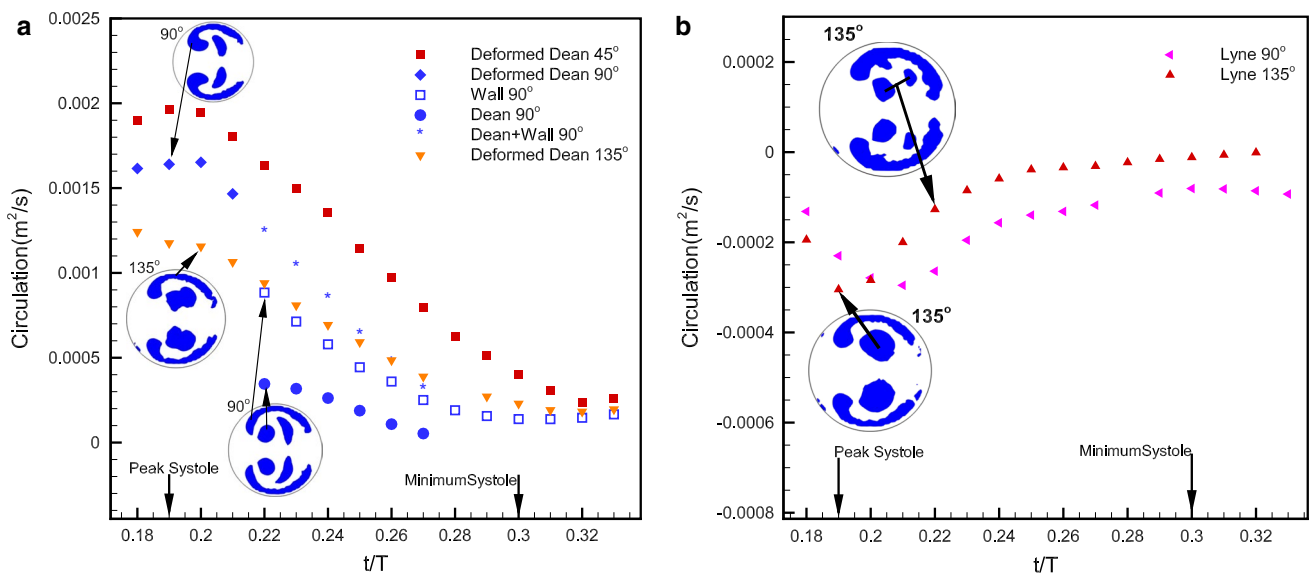 a
0.0025
0.002
0.0015
0.001
0.0005
0
Circulation(m²/s)
0.18
0.2
0.22
0.24
0.26
0.28
0.3
0.32
t/T
Deformed Dean 45°
Deformed Dean 90°
Wall 90°
Dean 90°
Dean+Wall 90°
Deformed Dean 135°
90°
135°
90°
Peak Systole
MinimumSystole
b
0.0002
0
-0.0002
-0.0004
-0.0006
-0.0008
Circulation(m²/s)
0.18
0.2
0.22
0.24
0.26
0.28
0.3
0.32
t/T
Lyne 90°
Lyne 135°
135°
135°
Peak Systole
MinimumSystole